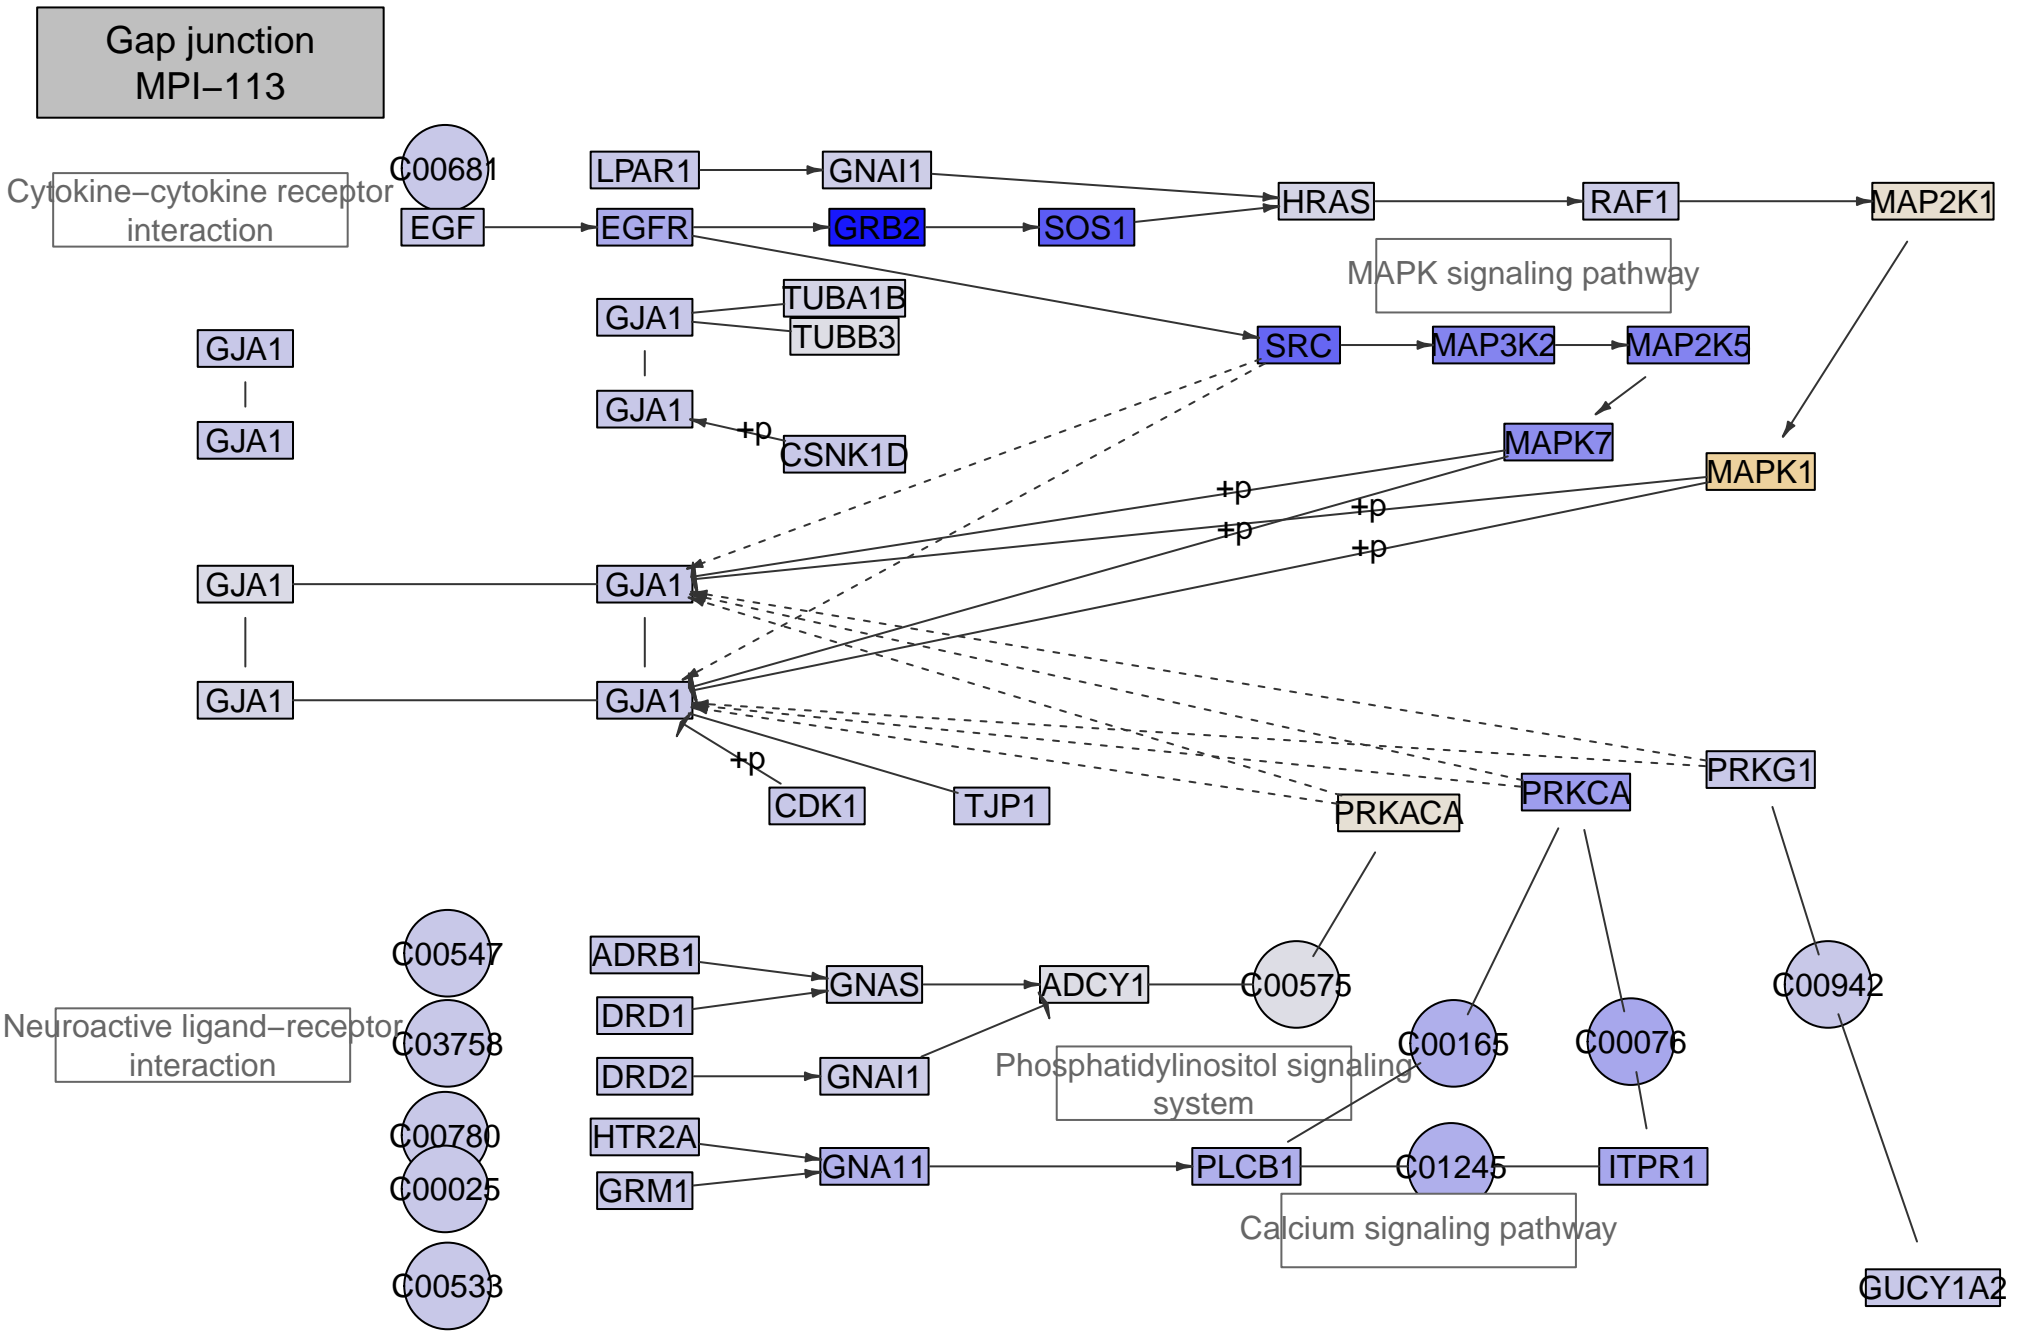 Gap junction
MPI−113
C00681
LPAR1
GNAI1
Cytokine−cytokine receptor
interaction
HRAS
RAF1
MAP2K1
EGF
EGFR
GRB2
SOS1
MAPK signaling pathway
TUBA1B
GJA1
TUBB3
GJA1
SRC
MAP3K2
MAP2K5
GJA1
+p
GJA1
CSNK1D
MAPK7
MAPK1
+p
+p
+p
+p
GJA1
GJA1
GJA1
GJA1
+p
CDK1
TJP1
PRKACA
PRKCA
PRKG1
C00547
ADRB1
GNAS
ADCY1
C00575
C00942
DRD1
Neuroactive ligand−receptor
interaction
C03758
C00165
C00076
DRD2
GNAI1
Phosphatidylinositol signaling
system
C00780
HTR2A
GNA11
PLCB1
C01245
ITPR1
C00025
GRM1
Calcium signaling pathway
C00533
GUCY1A2